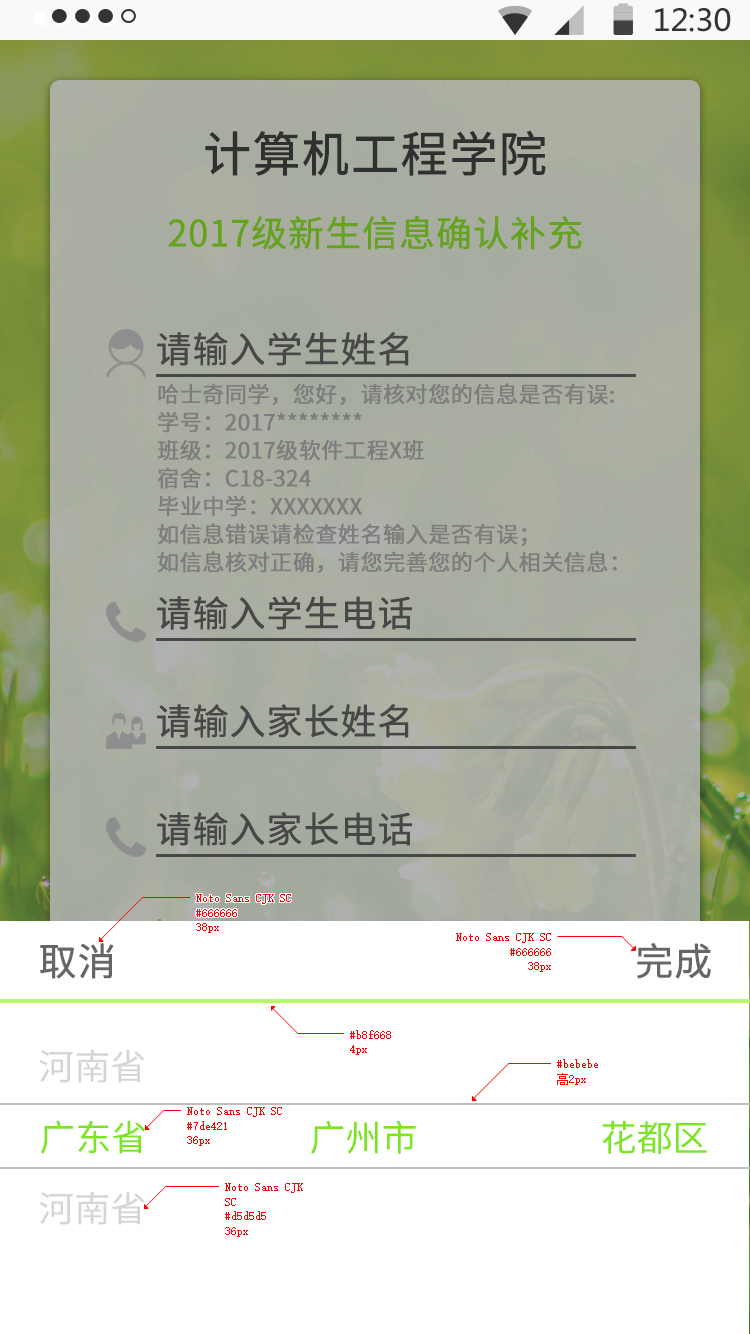 12:30
计算机工程学院
2017级新生信息确认补充
请输入学生姓名
哈士奇同学，您好，请核对您的信息是否有误:
学号：2017********
班级：2017级软件工程X班
宿舍：C18-324
毕业中学：XXXXXXX
如信息错误请检查姓名输入是否有误；
如信息核对正确，请您完善您的个人相关信息：
请输入学生电话
请输入家长姓名
请输入家长电话
Noto Sans CJK SC
#666666
38px
取消
Noto Sans CJK SC
#666666
38px
完成
#b8f668
4px
#bebebe
高2px
河南省
Noto Sans CJK SC
#7de421
36px
广东省 广州市 花都区
Noto Sans CJK
SC
#d5d5d5
36px
河南省